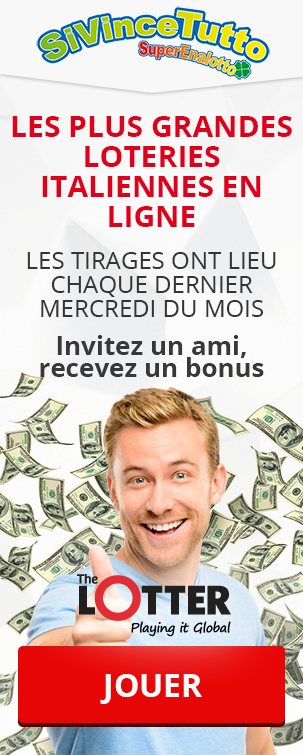 SiVinceTutto
SuperEnalotto
LES PLUS GRANDES
LOTERIES
ITALIENNES EN
LIGNE
LES TIRAGES ONT LIEU
CHAQUE DERNIER
MERCREDI DU MOIS
Invitez un ami,
recevez un bonus
The
LOTTER
Playing it Global
JOUER